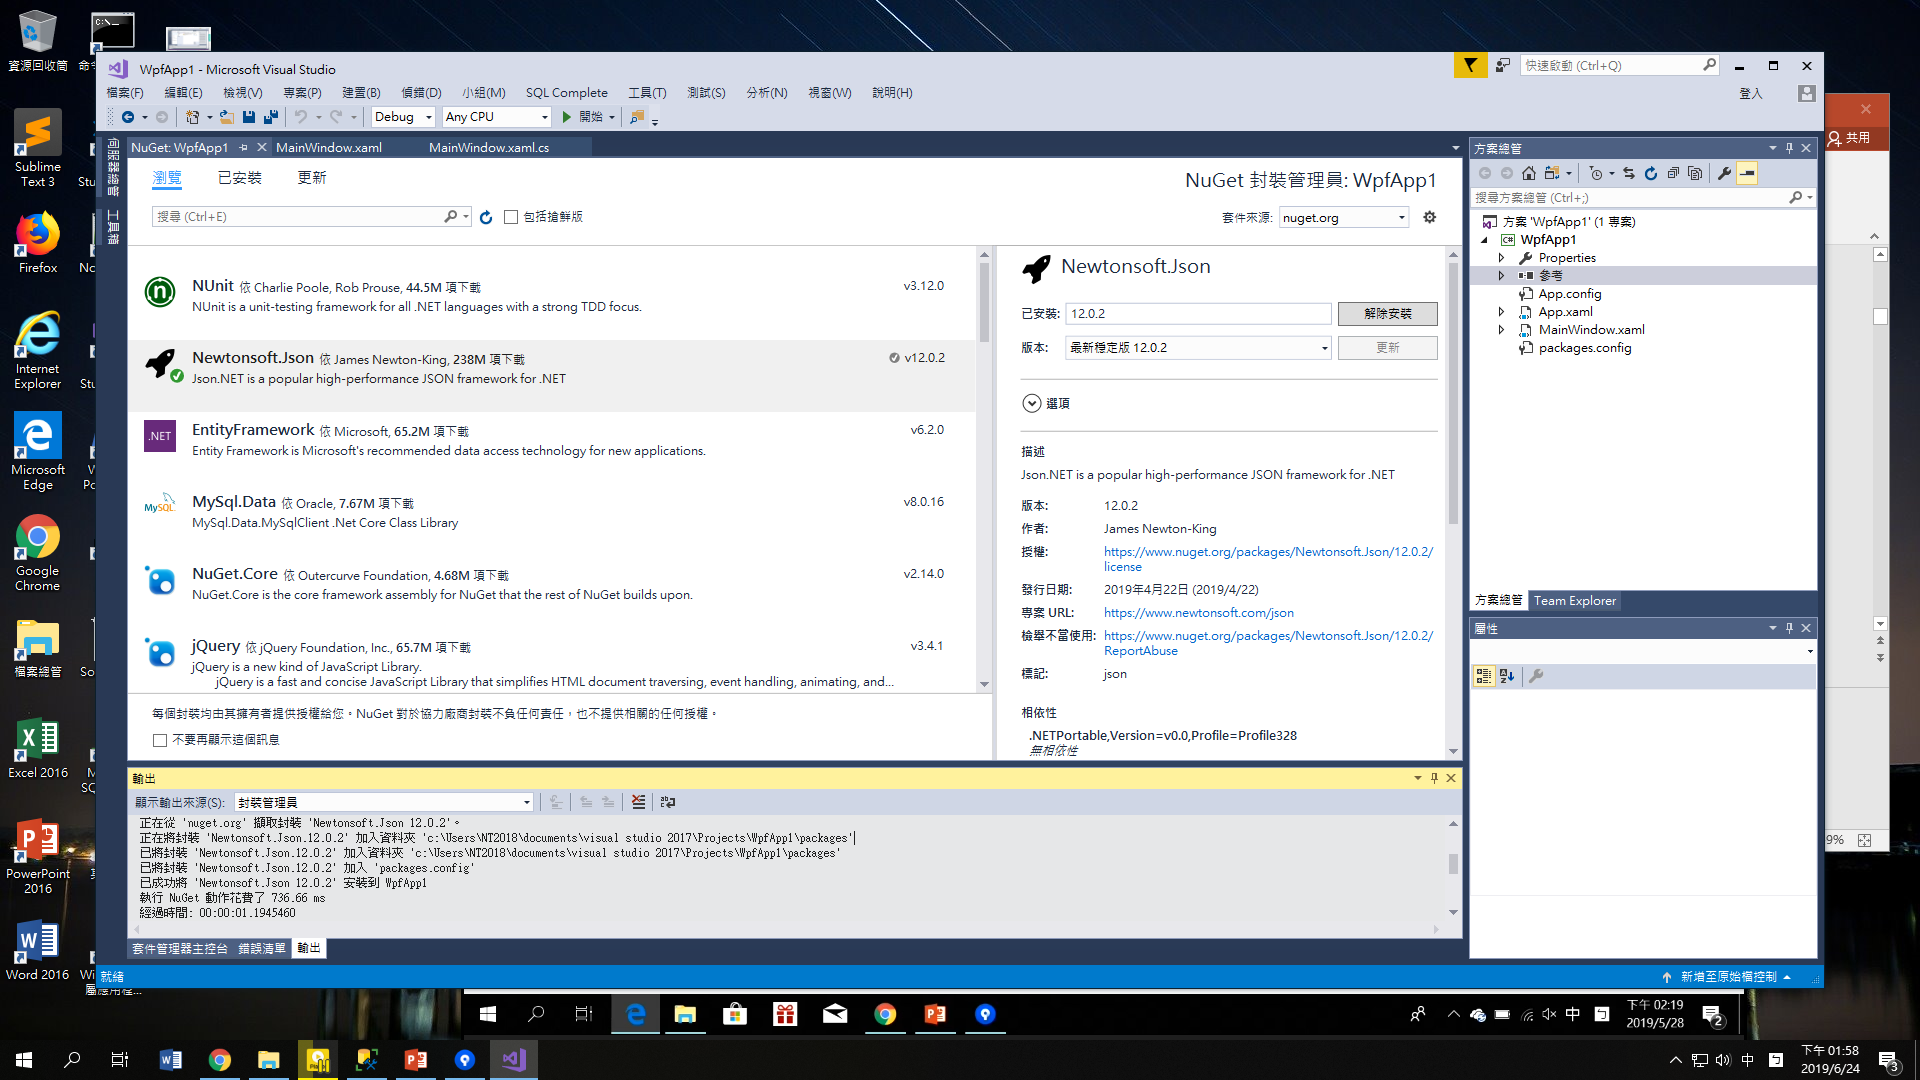 資源回收筒
Sublime
Text 3
Firefox
Internet
Explorer
Microsoft
Edge
Google
Chrome
檔案總管
Excel 2016
PowerPoint
2016
Word 2016
WpfApp1 - Microsoft Visual Studio
快速啟動 (Ctrl+Q)
檔案(F) 編輯(E) 檢視(V) 專案(P) 建置(B) 偵錯(D) 小組(M) SQL Complete 工具(T) 測試(S) 分析(N) 視窗(W) 說明(H)
登入
Debug Any CPU 開始
共用
伺服器總管
工具箱
NuGet: WpfApp1 MainWindow.xaml MainWindow.xaml.cs
瀏覽 已安裝 更新
NuGet 封裝管理員: WpfApp1
搜尋 (Ctrl+E)
包括搶鮮版
套件來源: nuget.org
NUnit 依 Charlie Poole, Rob Prouse, 44.5M 項下載 v3.12.0
NUnit is a unit-testing framework for all .NET languages with a strong TDD focus.
Newtonsoft.Json 依 James Newton-King, 238M 項下載 v12.0.2
Json.NET is a popular high-performance JSON framework for .NET
EntityFramework 依 Microsoft, 65.2M 項下載 v6.2.0
.NET
Entity Framework is Microsoft's recommended data access technology for new applications.
MySql.Data 依 Oracle, 7.67M 項下載 v8.0.16
MySQL
MySql.Data.MySqlClient .Net Core Class Library
NuGet.Core 依 Outercurve Foundation, 4.68M 項下載 v2.14.0
NuGet.Core is the core framework assembly for NuGet that the rest of NuGet builds upon.
jQuery 依 jQuery Foundation, Inc., 65.7M 項下載 v3.4.1
jQuery is a new kind of JavaScript Library.
jQuery is a fast and concise JavaScript Library that simplifies HTML document traversing, event handling, animating, and...
每個封裝均由其擁有者提供授權給您。NuGet 對於協力廠商封裝不負任何責任，也不提供相關的任何授權。
不要再顯示這個訊息
Newtonsoft.Json
已安裝: 12.0.2 解除安裝
版本: 最新穩定版 12.0.2 更新
選項
描述
Json.NET is a popular high-performance JSON framework for .NET
版本: 12.0.2
作者: James Newton-King
授權: https://www.nuget.org/packages/Newtonsoft.Json/12.0.2/
license
發行日期: 2019年4月22日 (2019/4/22)
專案 URL: https://www.newtonsoft.com/json
檢舉不當使用: https://www.nuget.org/packages/Newtonsoft.Json/12.0.2/
ReportAbuse
標記: json
相依性
.NETPortable,Version=v0.0,Profile=Profile328
無相依性
方案總管
搜尋方案總管 (Ctrl+;)
方案 'WpfApp1' (1 專案)
WpfApp1
Properties
參考
App.config
App.xaml
MainWindow.xaml
packages.config
方案總管 Team Explorer
屬性
輸出
顯示輸出來源(S): 封裝管理員
正在從 'nuget.org' 擷取封裝 'Newtonsoft.Json 12.0.2'。
正在將封裝 'Newtonsoft.Json.12.0.2' 加入資料夾 'c:\Users\NT2018\documents\visual studio 2017\Projects\WpfApp1\packages'
已將封裝 'Newtonsoft.Json.12.0.2' 加入資料夾 'c:\Users\NT2018\documents\visual studio 2017\Projects\WpfApp1\packages'
已將封裝 'Newtonsoft.Json.12.0.2' 加入 'packages.config'
已成功將 'Newtonsoft.Json 12.0.2' 安裝到 WpfApp1
執行 NuGet 動作花費了 736.66 ms
經過時間: 00:00:01.1945460
套件管理器主控台 錯誤清單 輸出
就緒
新增至原始檔控制
9%
中
下午 02:19
2019/5/28
2
中
下午 01:58
2019/6/24
3